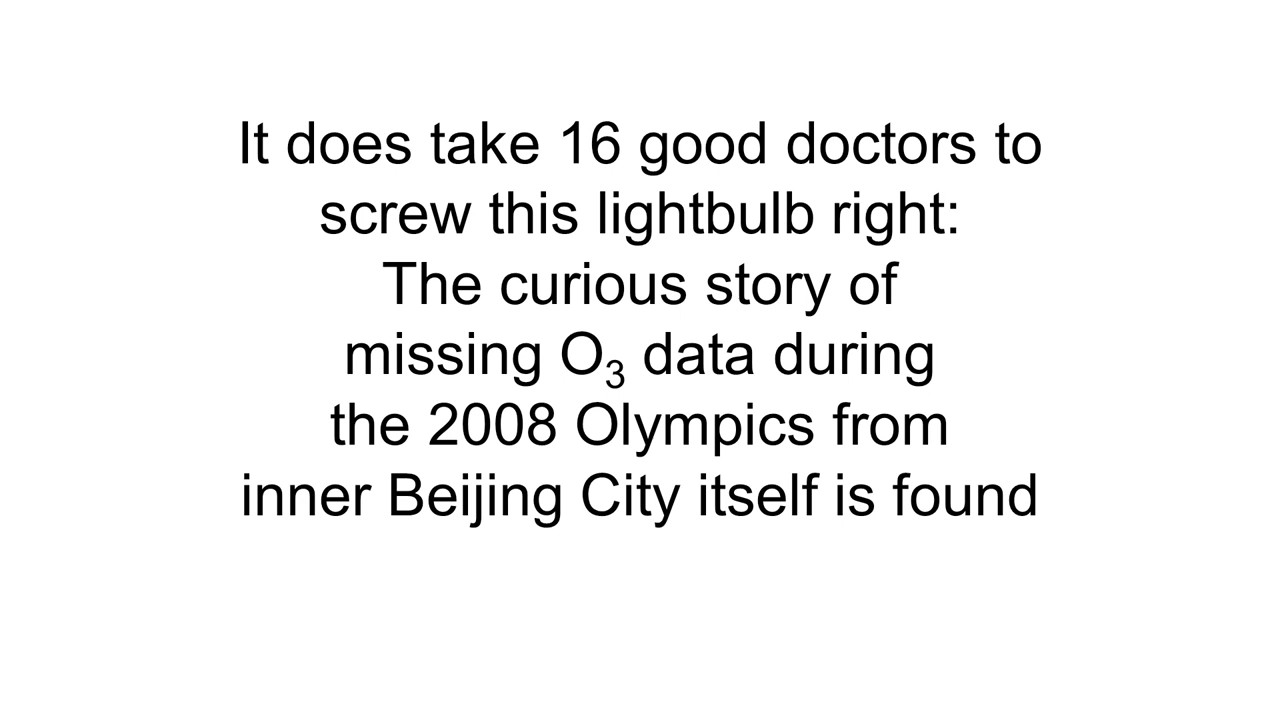 It does take 16 good doctors to
screw this lightbulb right:
The curious story of
missing O₃ data during
the 2008 Olympics from
inner Beijing City itself is found